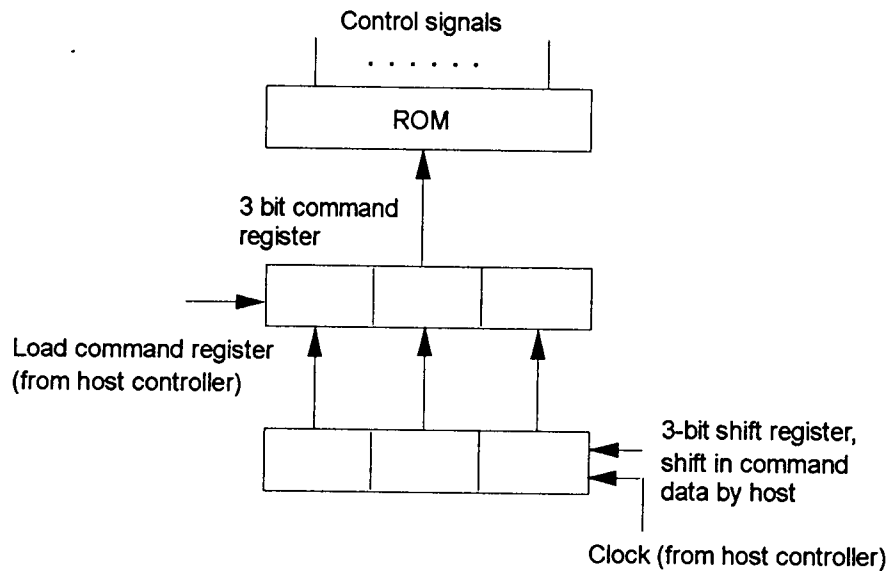 Control signals
. . . . . .
ROM
3 bit command
register
Load command register
(from host controller)
3-bit shift register,
shift in command
data by host
Clock (from host controller)